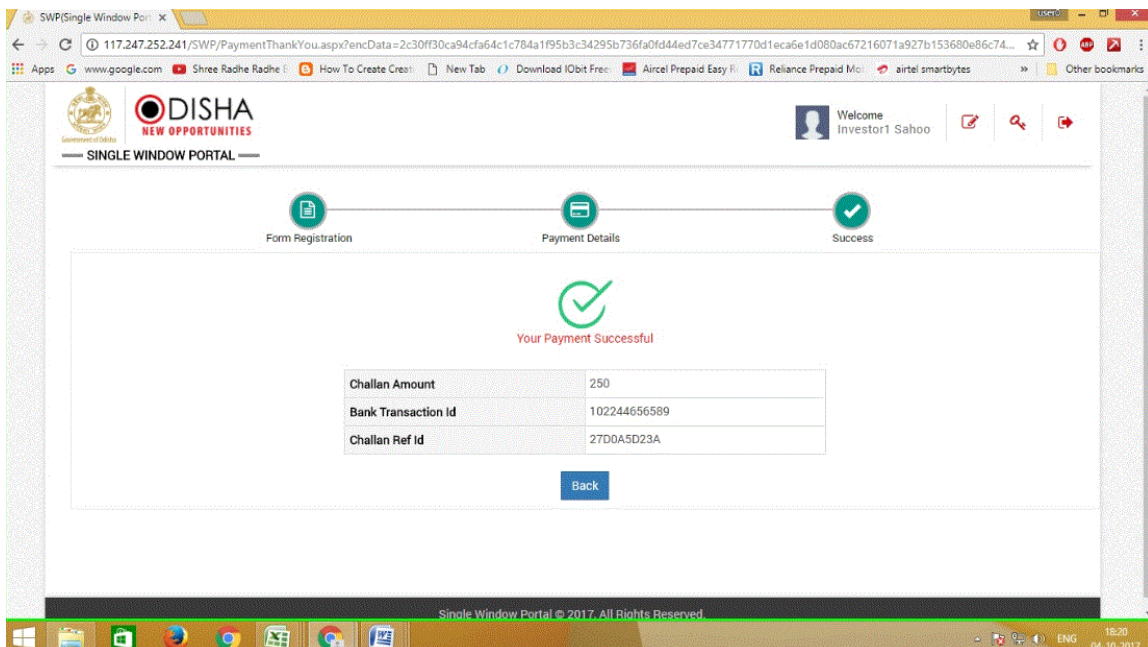 SWP(Single Window Port
user0
117.247.252.241/SWP/PaymentThankYou.aspx?encData=2c30ff30ca94cfa64c1c784a1f95b3c34295b736fa0fd44ed7ce34771770d1eca6e1d080ac67216071a927b153680e86c74...
Apps www.google.com Shree Radhe Radhe How To Create Creat New Tab Download IObit Free Aircel Prepaid Easy R Reliance Prepaid Mo airtel smartbytes » Other bookmarks
Government of Odisha
ODISHA
NEW OPPORTUNITIES
SINGLE WINDOW PORTAL
Welcome
Investor1 Sahoo
Form Registration Payment Details Success
Your Payment Successful
Challan Amount 250
Bank Transaction Id 102244656589
Challan Ref Id 27D0A5D23A
Back
Single Window Portal © 2017. All Rights Reserved.
ENG 18:20
04-10-2017